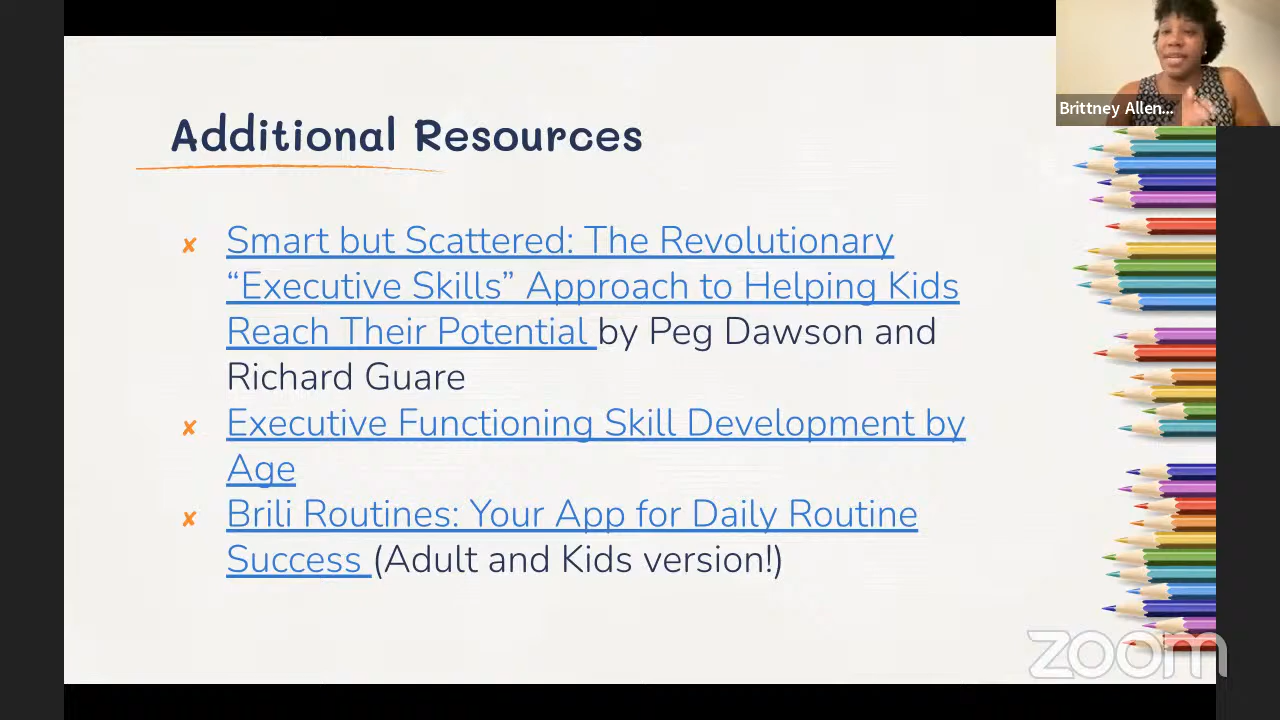 Additional Resources
Brittney Allen...
✘ Smart but Scattered: The Revolutionary
“Executive Skills” Approach to Helping Kids
Reach Their Potential by Peg Dawson and
Richard Guare
✘ Executive Functioning Skill Development by
Age
✘ Brili Routines: Your App for Daily Routine
Success (Adult and Kids version!)
zoom